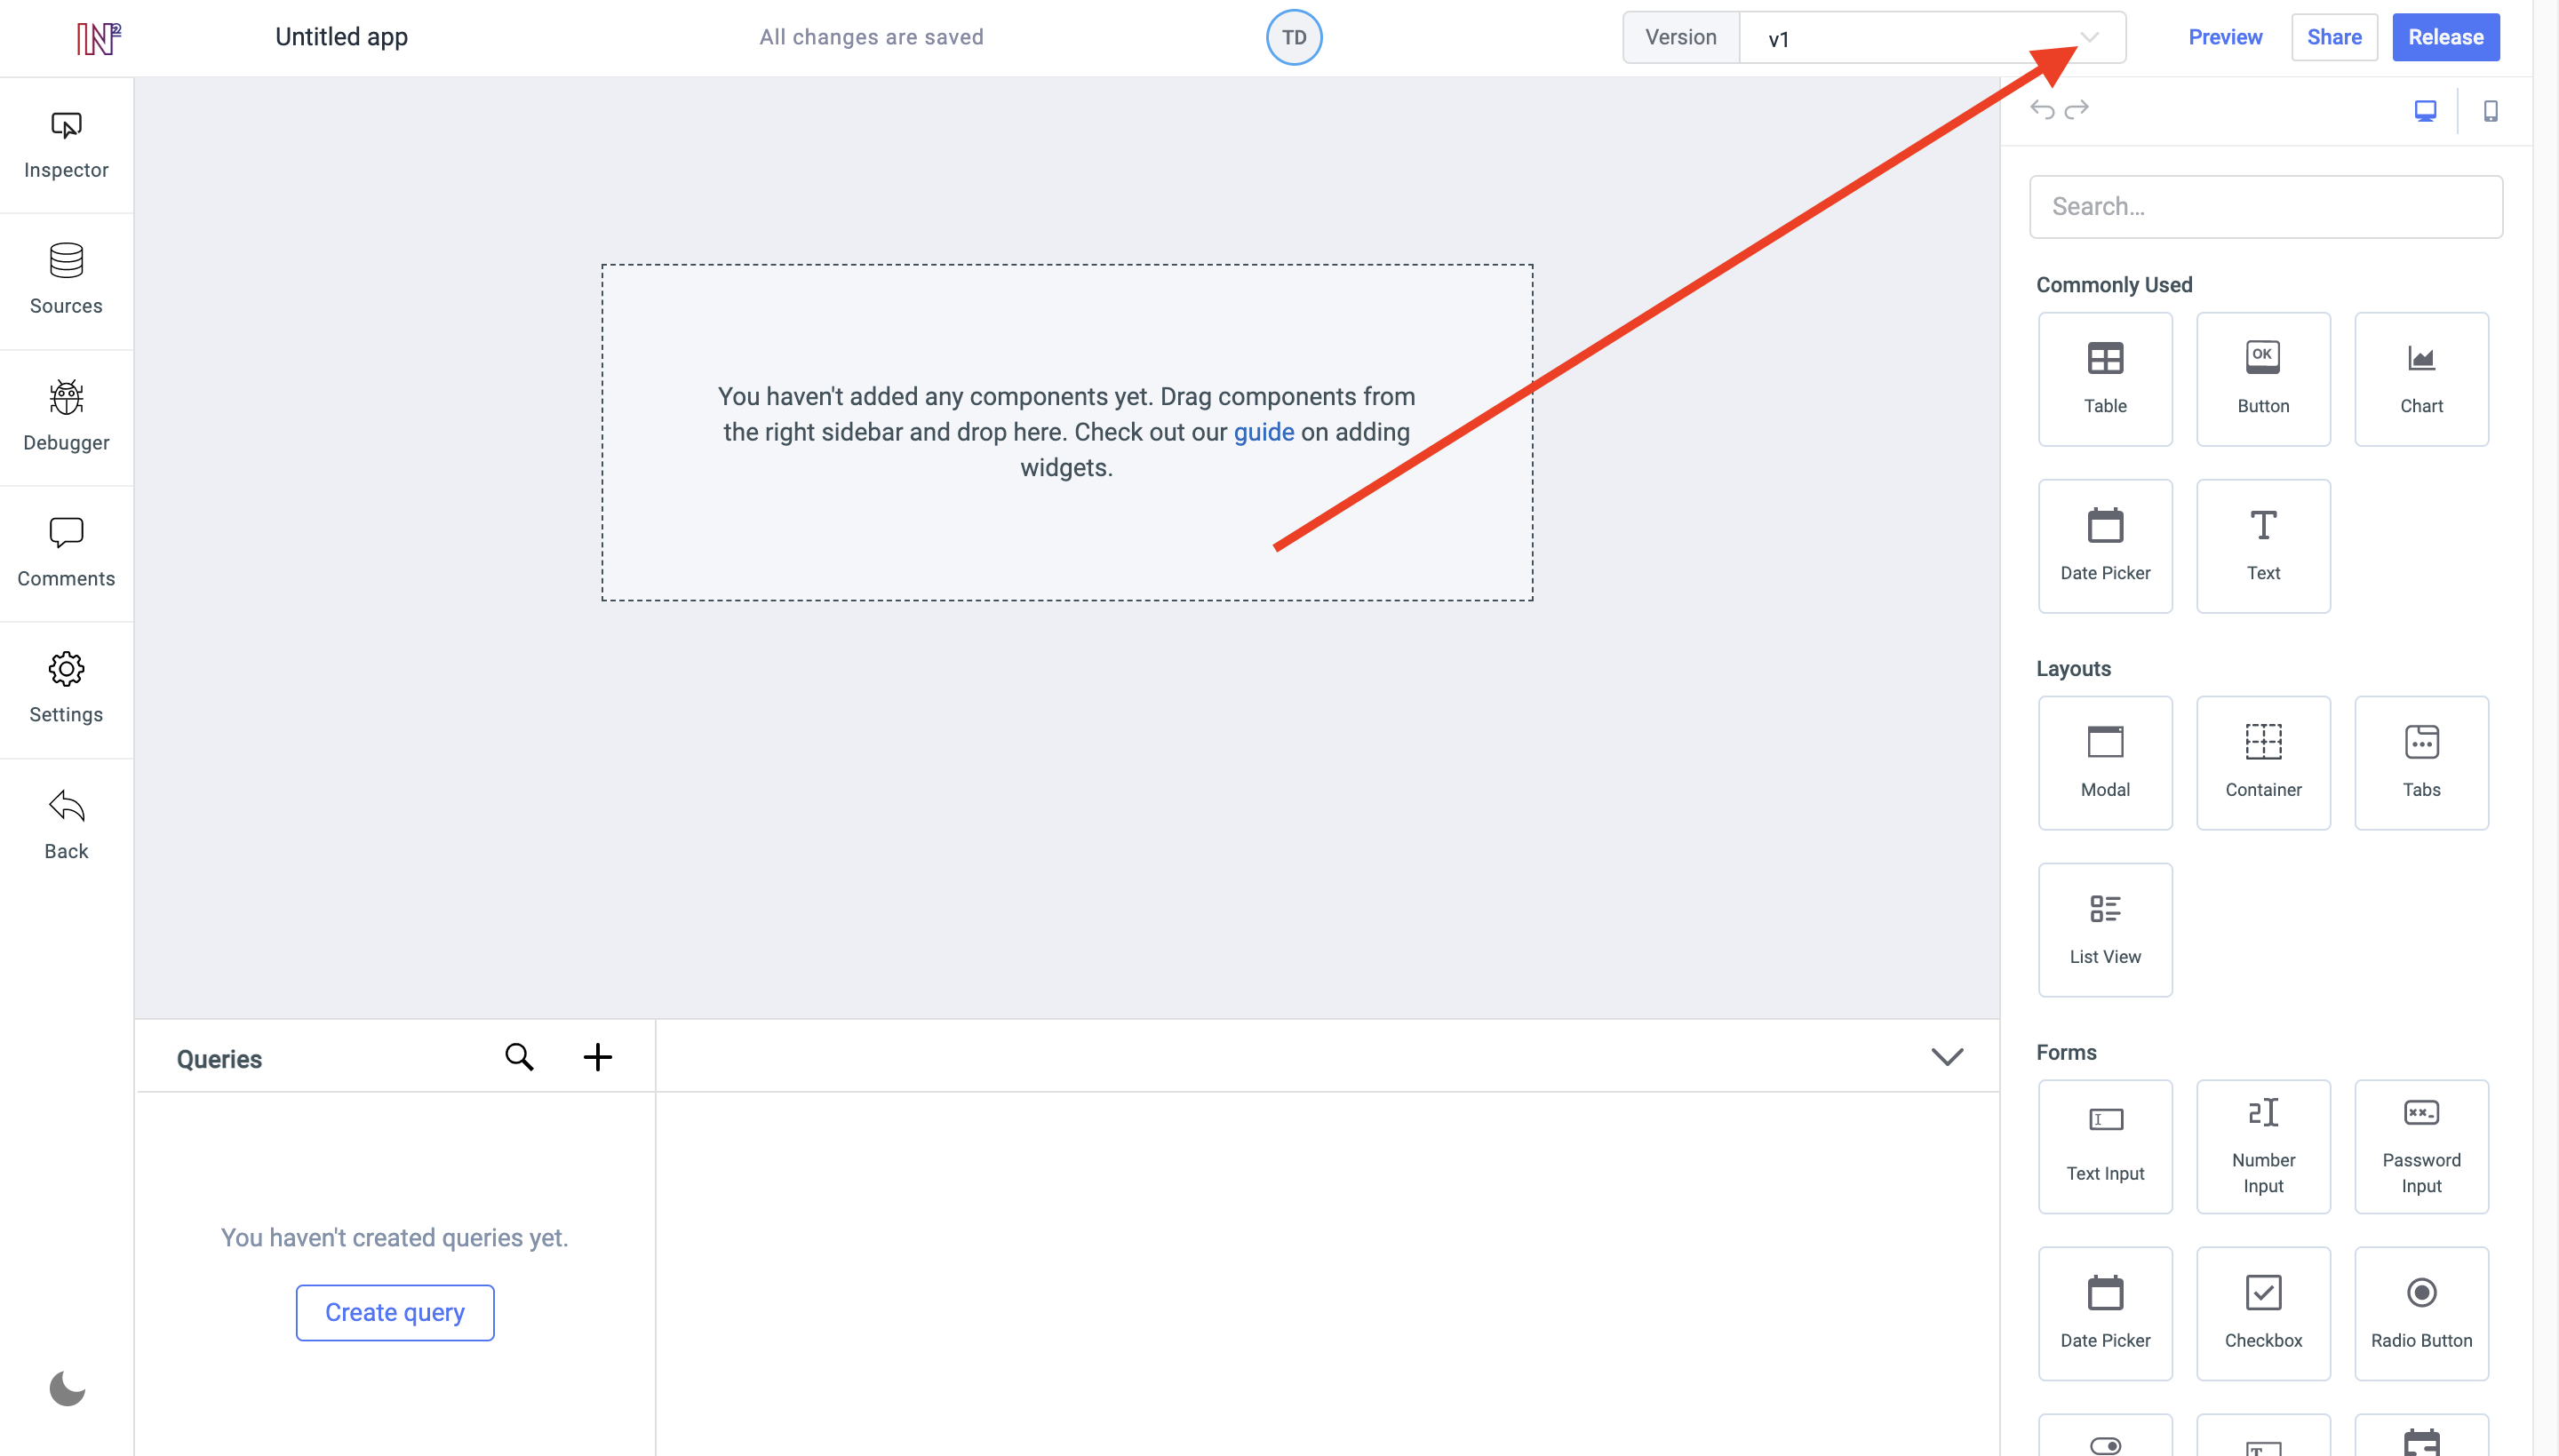 IN2
Untitled app
All changes are saved
TD
Version
v1
Preview
Share
Release
Inspector
Sources
Debugger
Comments
Settings
Back
You haven't added any components yet. Drag components from
the right sidebar and drop here. Check out our guide on adding
widgets.
Queries
You haven't created queries yet.
Create query
Search...
Commonly Used
Table
OK
Button
Chart
Date Picker
T
Text
Layouts
Modal
Container
Tabs
List View
Forms
Text Input
2
Number
Input
xx_
Password
Input
Date Picker
Checkbox
Radio Button